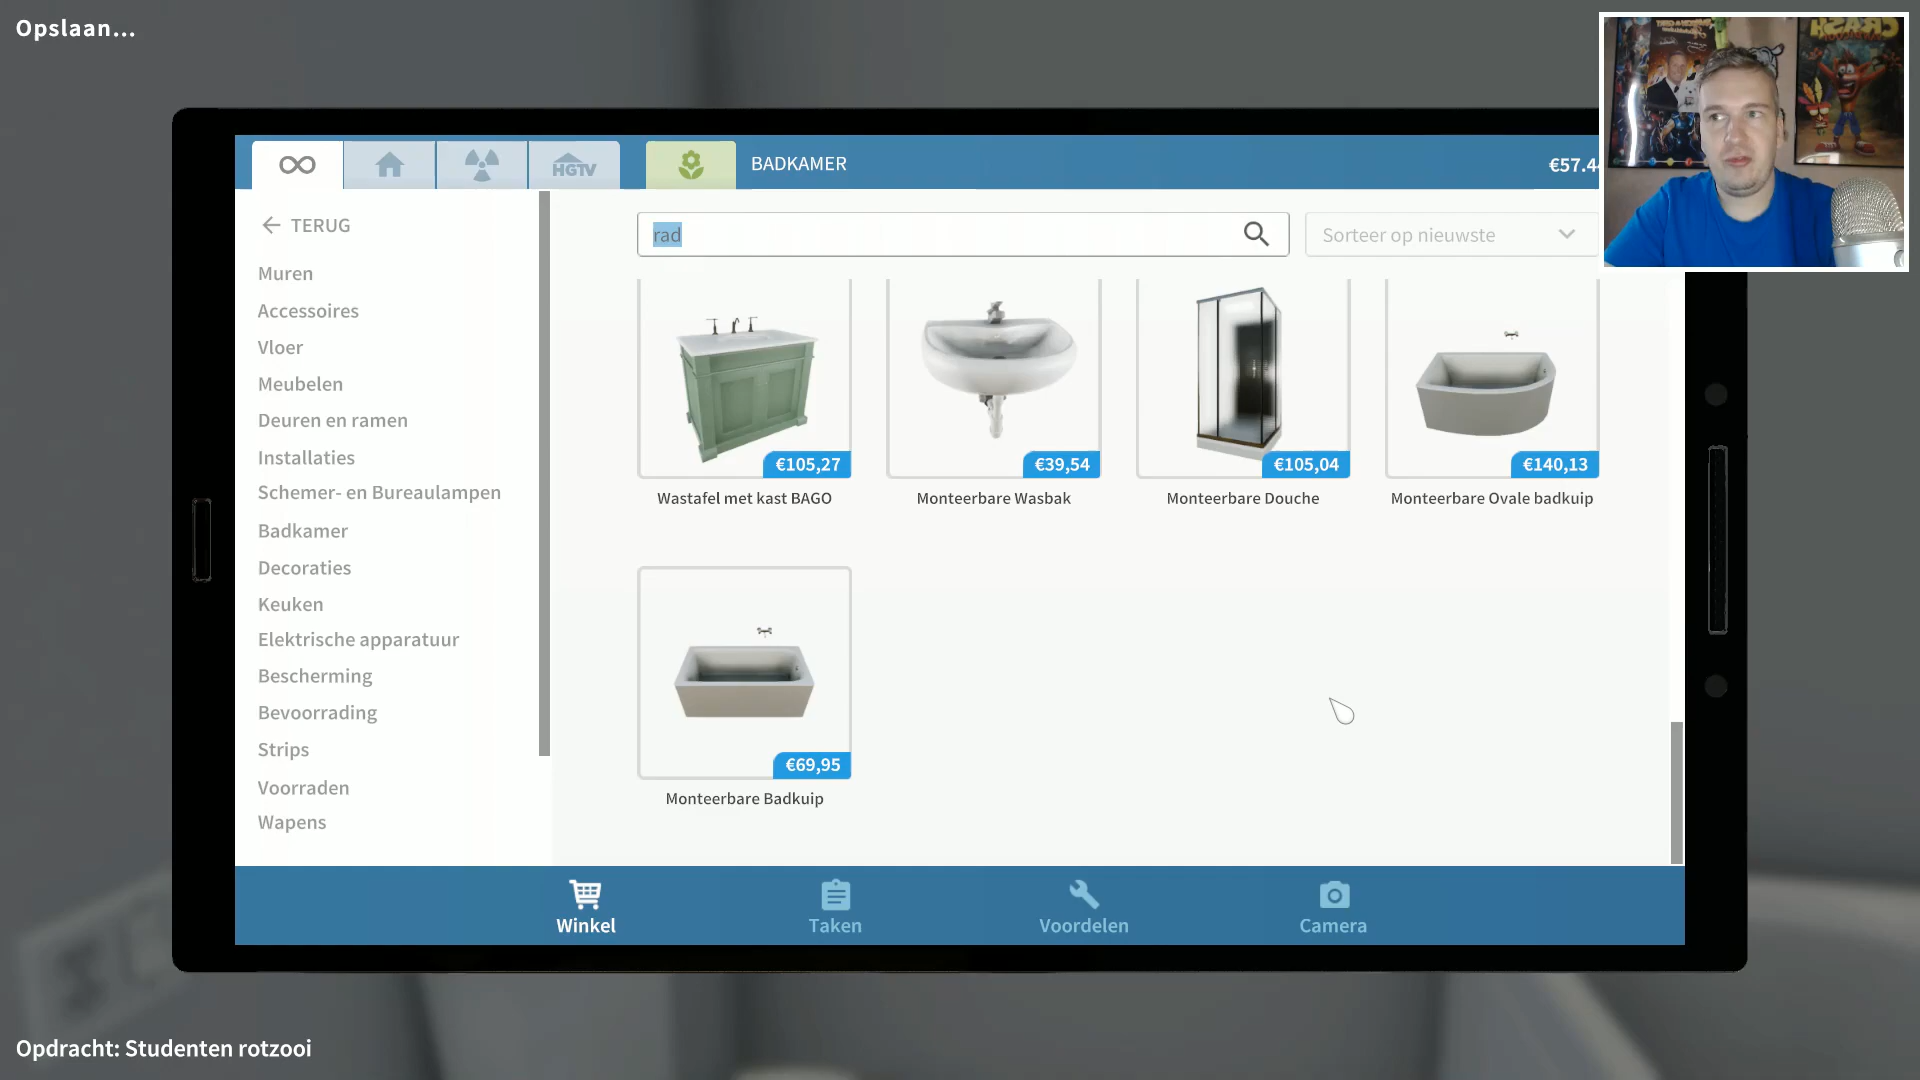 Opslaan...
HGTV
BADKAMER
€57.4
TERUG
rad
Sorteer op nieuwste
Muren
Accessoires
Vloer
Meubelen
Deuren en ramen
Installaties
Schemer- en Bureaulampen
Badkamer
Decoraties
Keuken
Elektrische apparatuur
Bescherming
Bevoorrading
Strips
Voorraden
Wapens
€105,27
€39,54
€105,04
€140,13
Wastafel met kast BAGO
Monteerbare Wasbak
Monteerbare Douche
Monteerbare Ovale badkuip
€69,95
Monteerbare Badkuip
Winkel
Taken
Voordelen
Camera
Opdracht: Studenten rotzooi